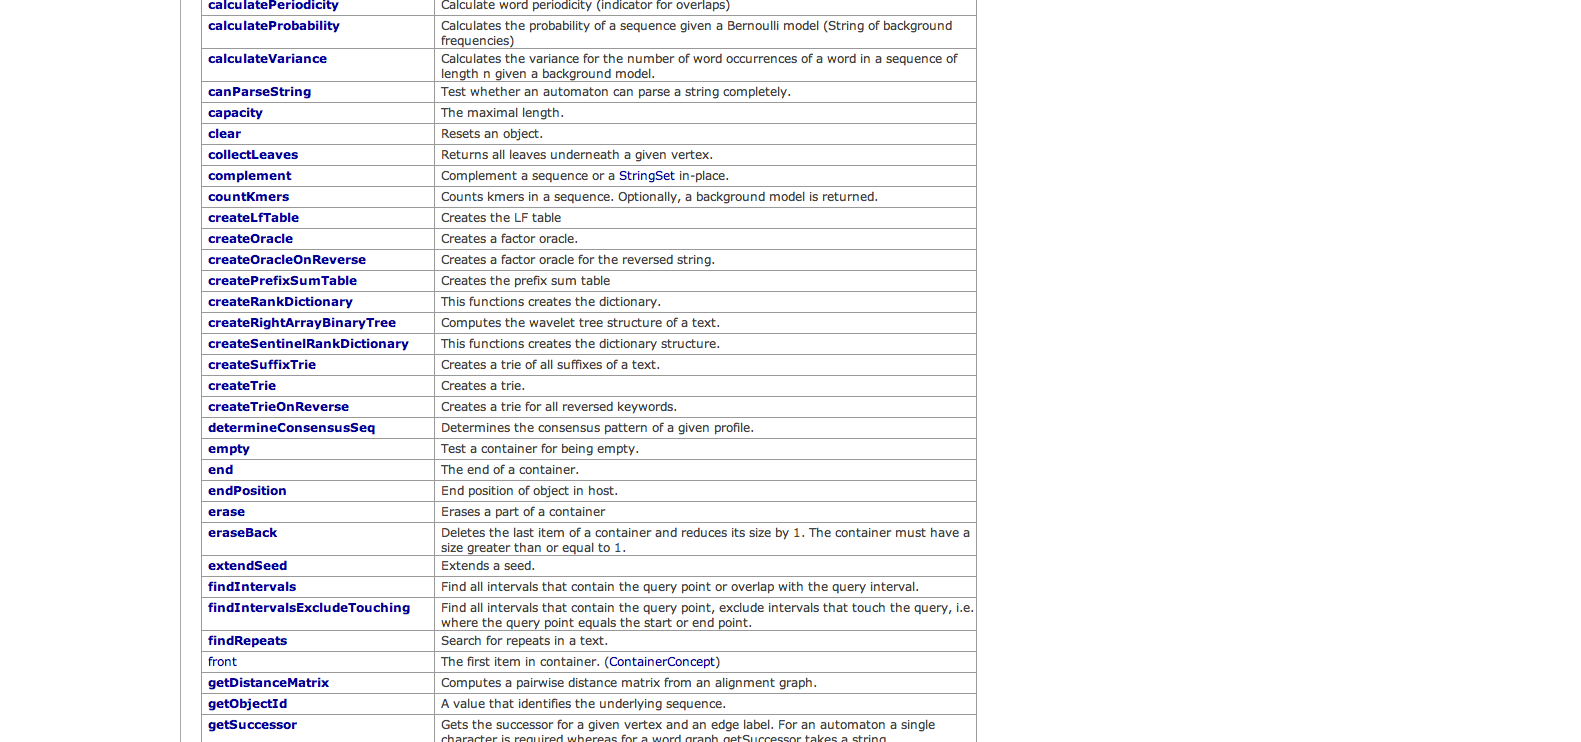 calculatePeriodicity Calculate word periodicity (indicator for overlaps)
calculateProbability Calculates the probability of a sequence given a Bernoulli model (String of background
frequencies)
calculateVariance Calculates the variance for the number of word occurrences of a word in a sequence of
length n given a background model.
canParseString Test whether an automaton can parse a string completely.
capacity The maximal length.
clear Resets an object.
collectLeaves Returns all leaves underneath a given vertex.
complement Complement a sequence or a StringSet in-place.
countKmers Counts kmers in a sequence. Optionally, a background model is returned.
createLfTable Creates the LF table
createOracle Creates a factor oracle.
createOracleOnReverse Creates a factor oracle for the reversed string.
createPrefixSumTable Creates the prefix sum table
createRankDictionary This functions creates the dictionary.
createRightArrayBinaryTree Computes the wavelet tree structure of a text.
createSentinelRankDictionary This functions creates the dictionary structure.
createSuffixTrie Creates a trie of all suffixes of a text.
createTrie Creates a trie.
createTrieOnReverse Creates a trie for all reversed keywords.
determineConsensusSeq Determines the consensus pattern of a given profile.
empty Test a container for being empty.
end The end of a container.
endPosition End position of object in host.
erase Erases a part of a container
eraseBack Deletes the last item of a container and reduces its size by 1. The container must have a
size greater than or equal to 1.
extendSeed Extends a seed.
findIntervals Find all intervals that contain the query point or overlap with the query interval.
findIntervalsExcludeTouching Find all intervals that contain the query point, exclude intervals that touch the query, i.e.
where the query point equals the start or end point.
findRepeats Search for repeats in a text.
front The first item in container. (ContainerConcept)
getDistanceMatrix Computes a pairwise distance matrix from an alignment graph.
getObjectId A value that identifies the underlying sequence.
getSuccessor Gets the successor for a given vertex and an edge label. For an automaton a single
character is required whereas for a word graph getSuccessor takes a string